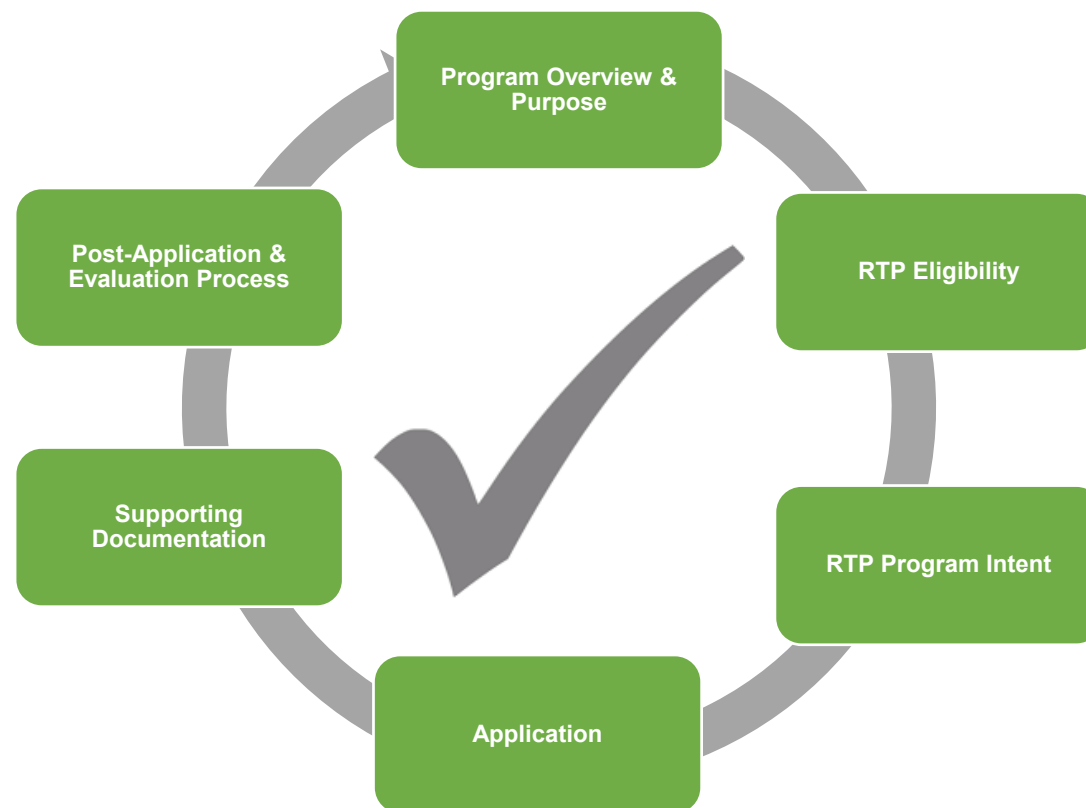 Program Overview &
Purpose
RTP Eligibility
RTP Program Intent
Application
Supporting
Documentation
Post-Application &
Evaluation Process